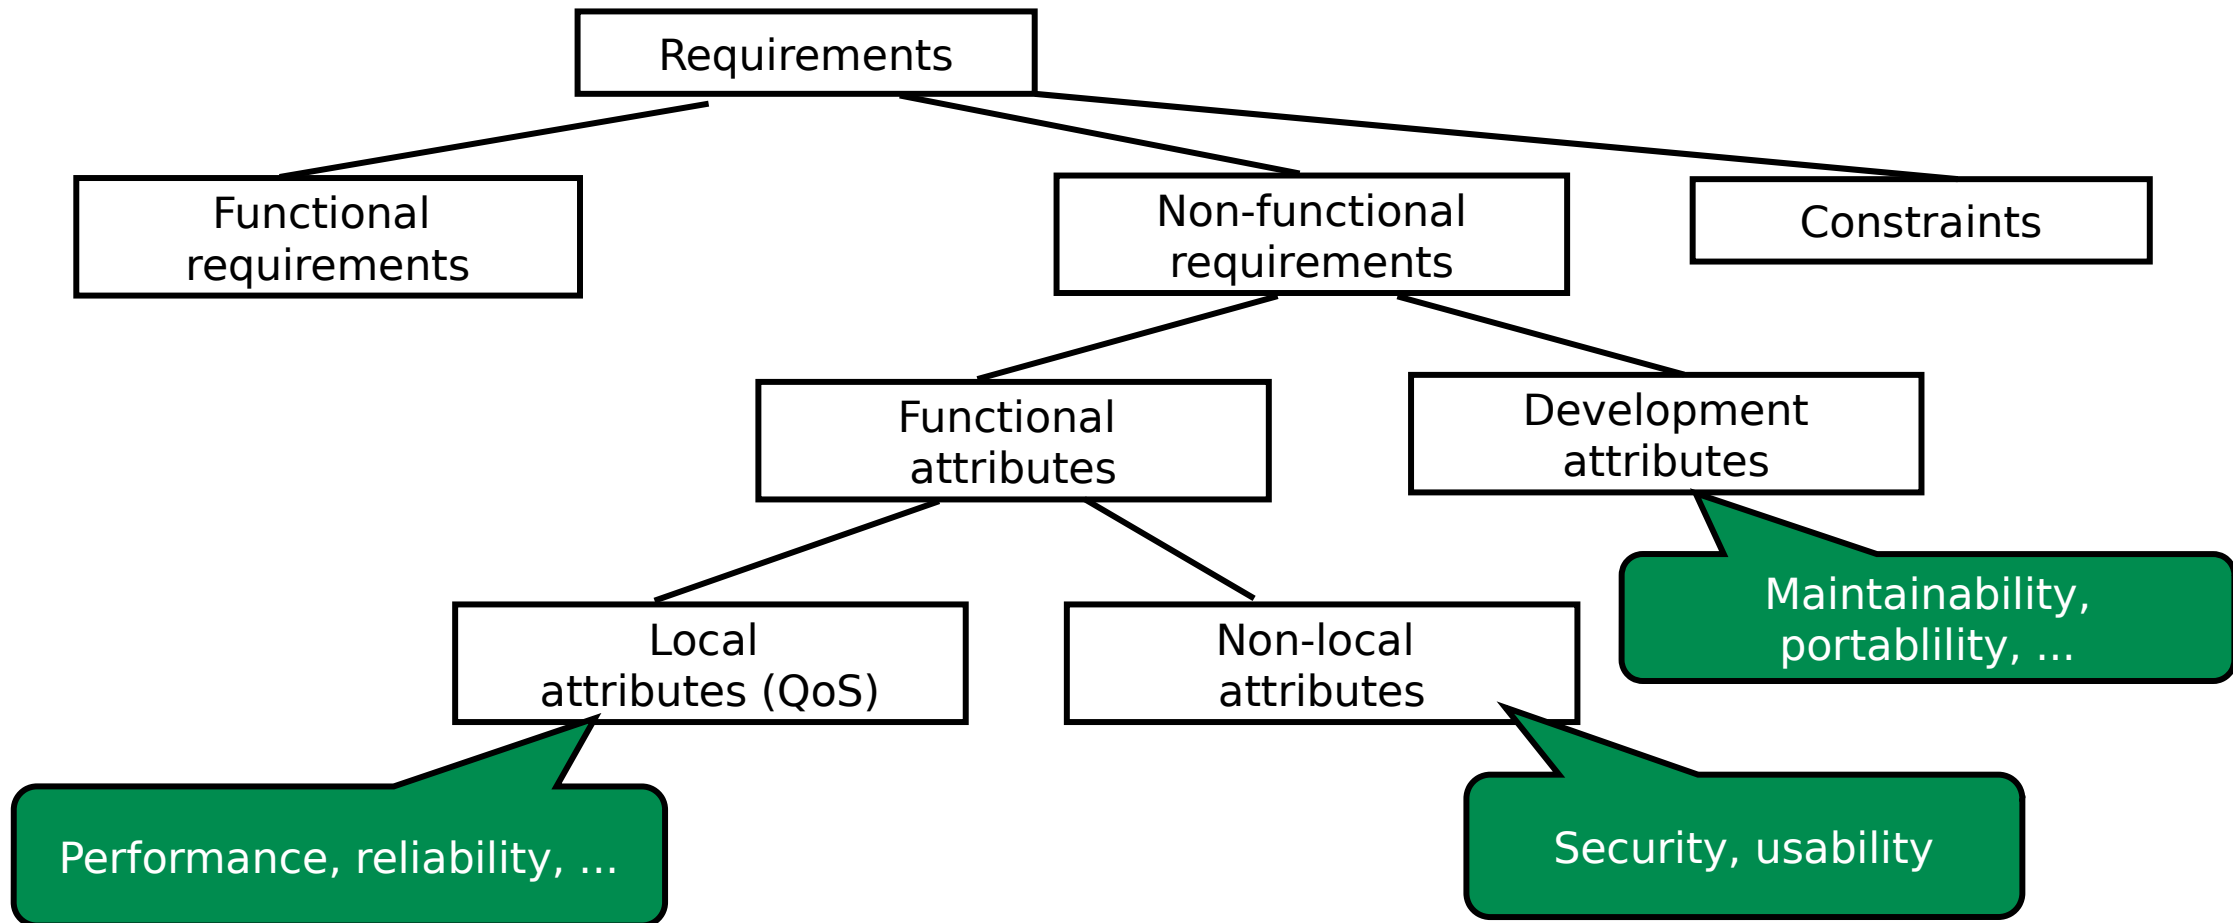 Requirements
Functional
requirements
Non-functional
requirements
Constraints
Functional
attributes
Development
attributes
Local
attributes (QoS)
Non-local
attributes
Maintainability,
portablility, ...
Performance, reliability, ...
Security, usability